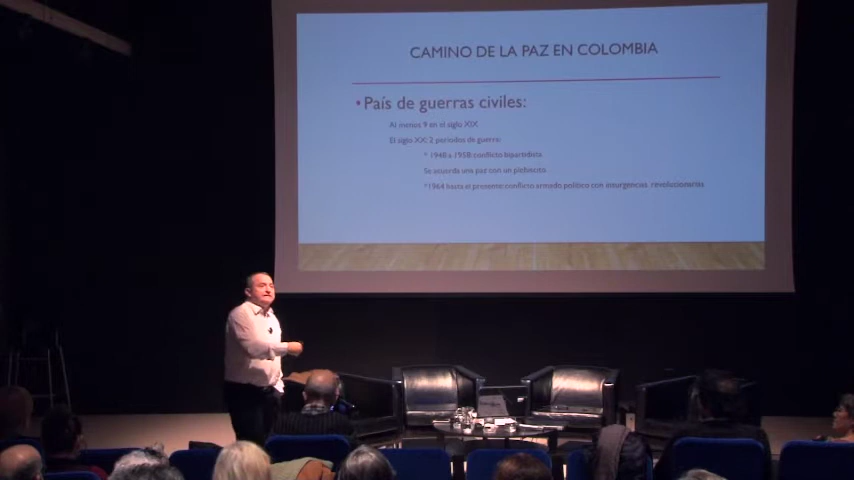 CAMINO DE LA PAZ EN COLOMBIA
•País de guerras civiles:
Al menos 9 en el siglo XIX
El siglo XX: 2 periodos de guerra:
* 1948 a 1958: conflicto bipartidista
Se acuerda una paz con un plebiscito
*1964 hasta el presente: conflicto armado político con insurgencias revolucionarias